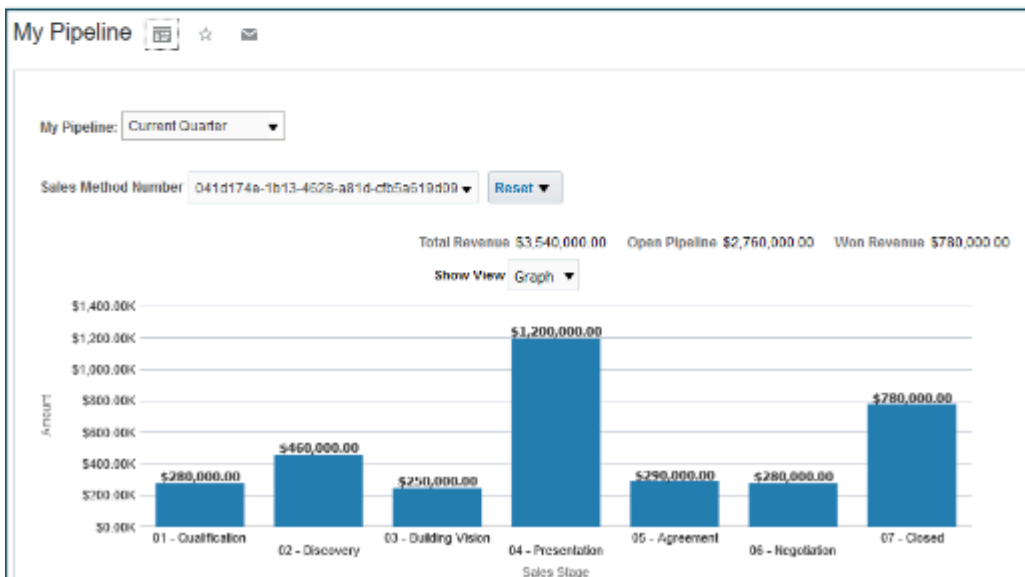 My Pipeline
My Pipeline: Current Quarter
Sales Method Number 041d174e-1b13-4628-a81d-cfb5a619d09 Reset
Total Revenue $3,540,000.00 Open Pipeline $2,760,000.00 Won Revenue $780,000.00
Show View Graph
$1,400.00K
$1,200.00K
$1,000.00K
$800.00K
$600.00K
$400.00K
$200.00K
$0.00K
Amount
$280,000.00
$460,000.00
$250,000.00
$1,200,000.00
$290,000.00
$280,000.00
$780,000.00
01 - Qualification
02 - Discovery
03 - Building Vision
04 - Presentation
05 - Agreement
06 - Negotiation
07 - Closed
Sales Stage